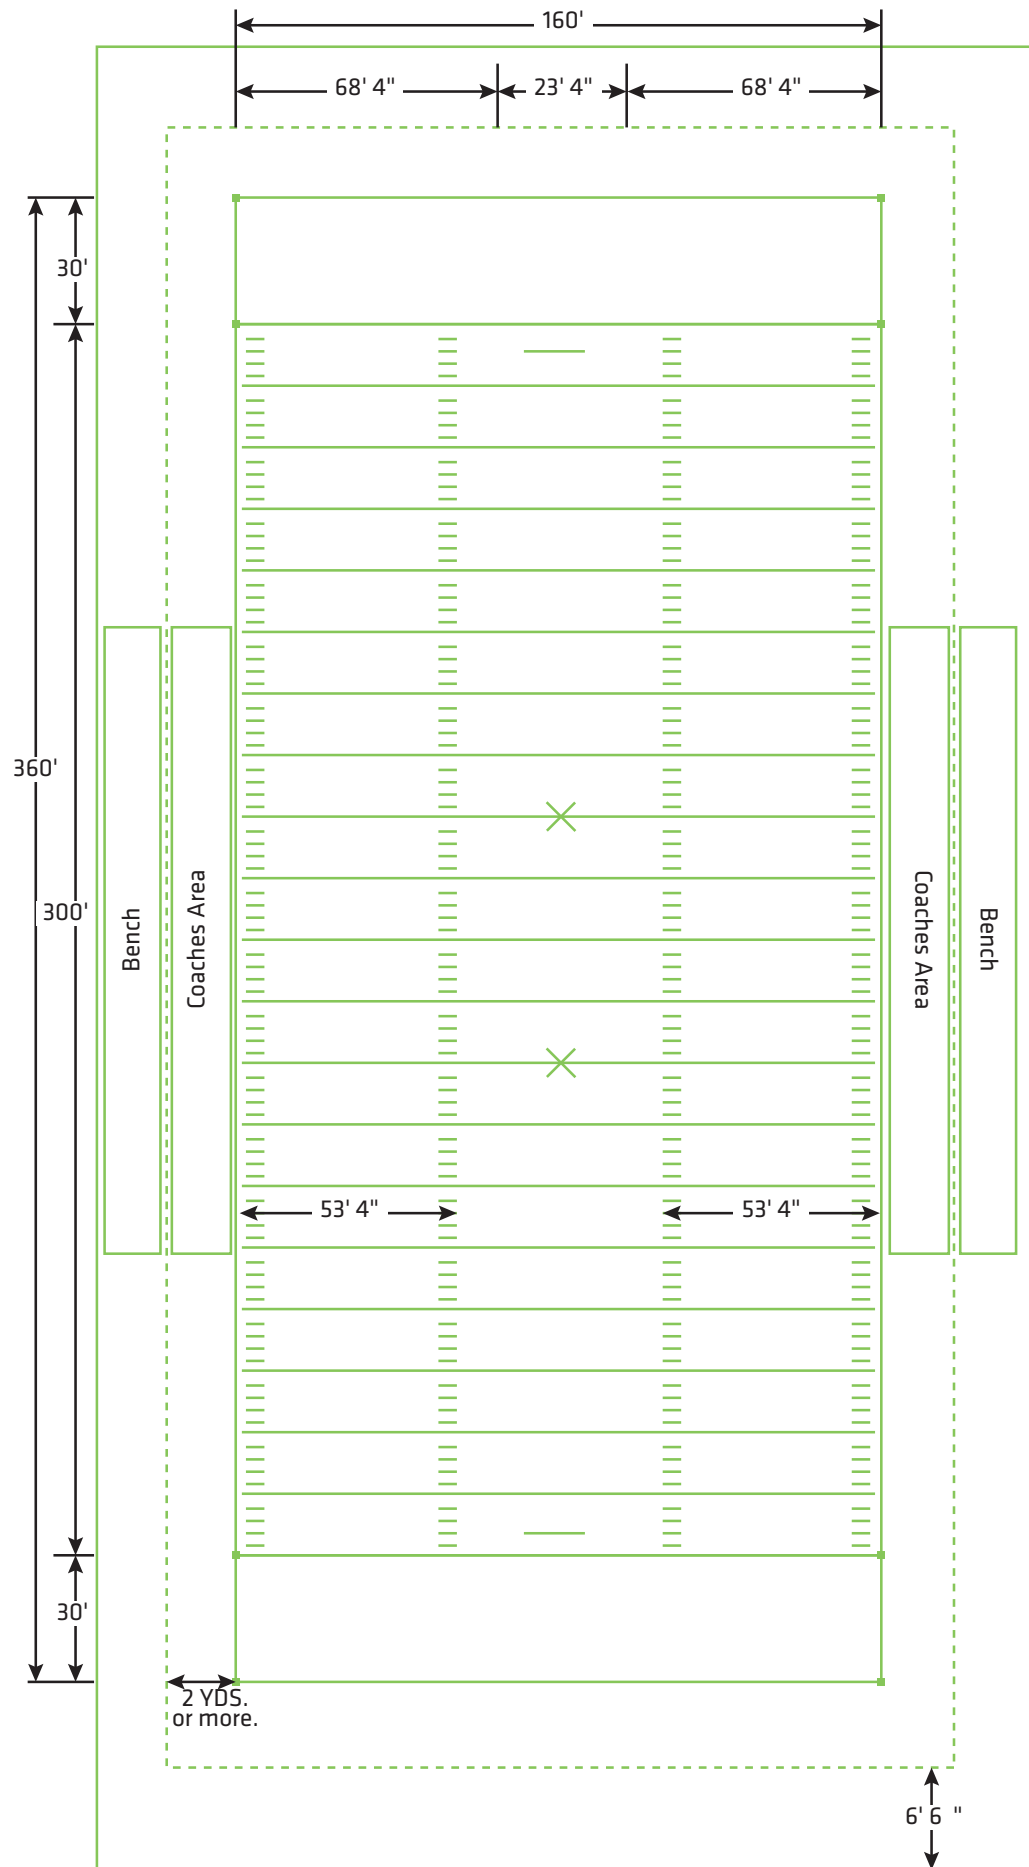 160'
68' 4"
23' 4"
68' 4"
30'
360'
300'
Bench
Coaches Area
Coaches Area
Bench
53' 4"
53' 4"
30'
2 YDS.
or more.
6' 6 "